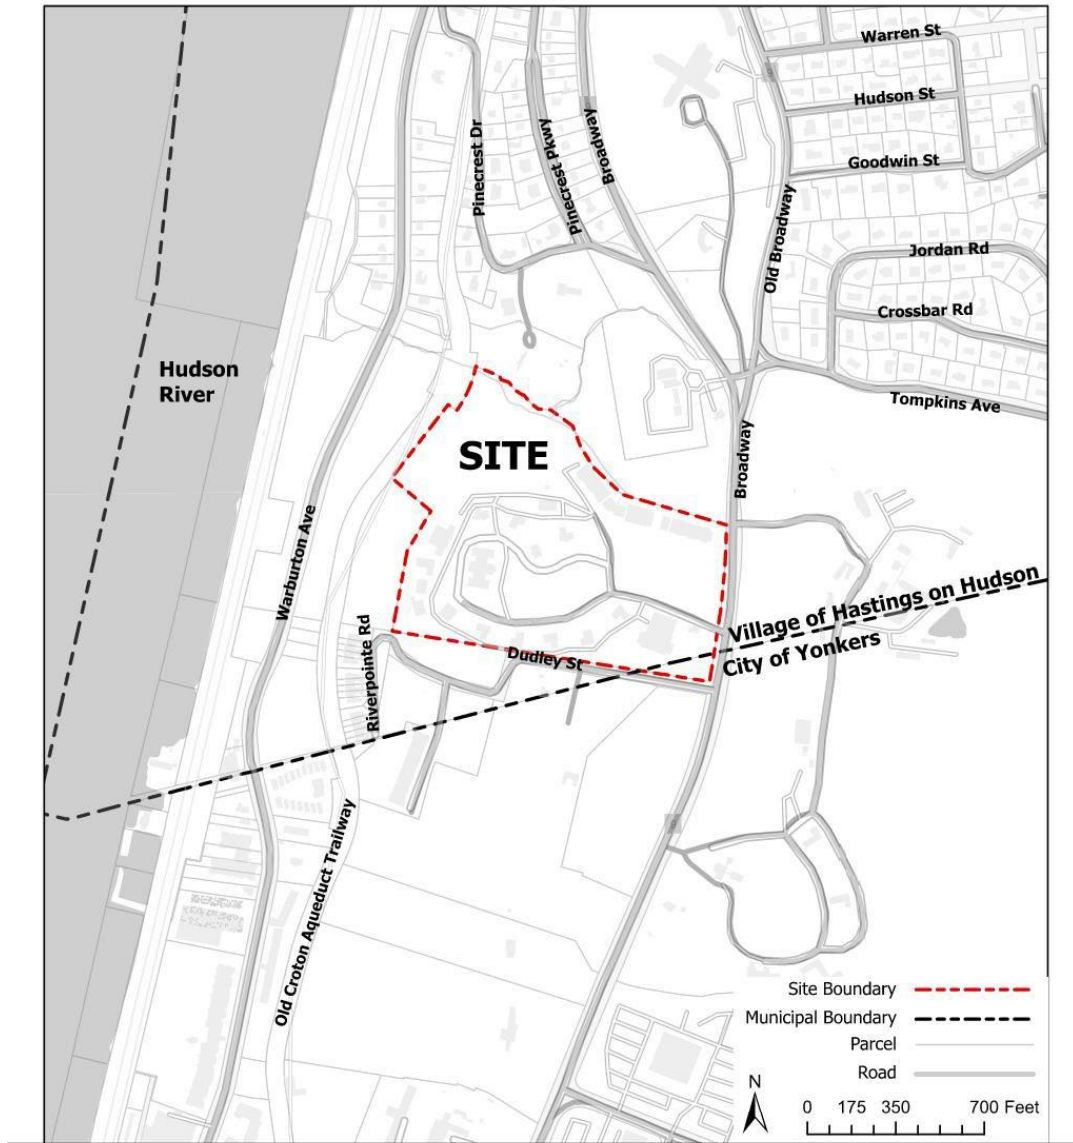 Warren St
Hudson St
Goodwin St
Pinecrest Dr
Pinecrest Pkwy
Broadway
Old Broadway
Jordan Rd
Crossbar Rd
Tompkins Ave
Hudson
River
SITE
Broadway
Warburton Ave
Village of Hastings on Hudson
City of Yonkers
Dudley St
Riverpointe Rd
Old Croton Aqueduct Trailway
Site Boundary
Municipal Boundary
Parcel
Road
N
0 175 350 700 Feet